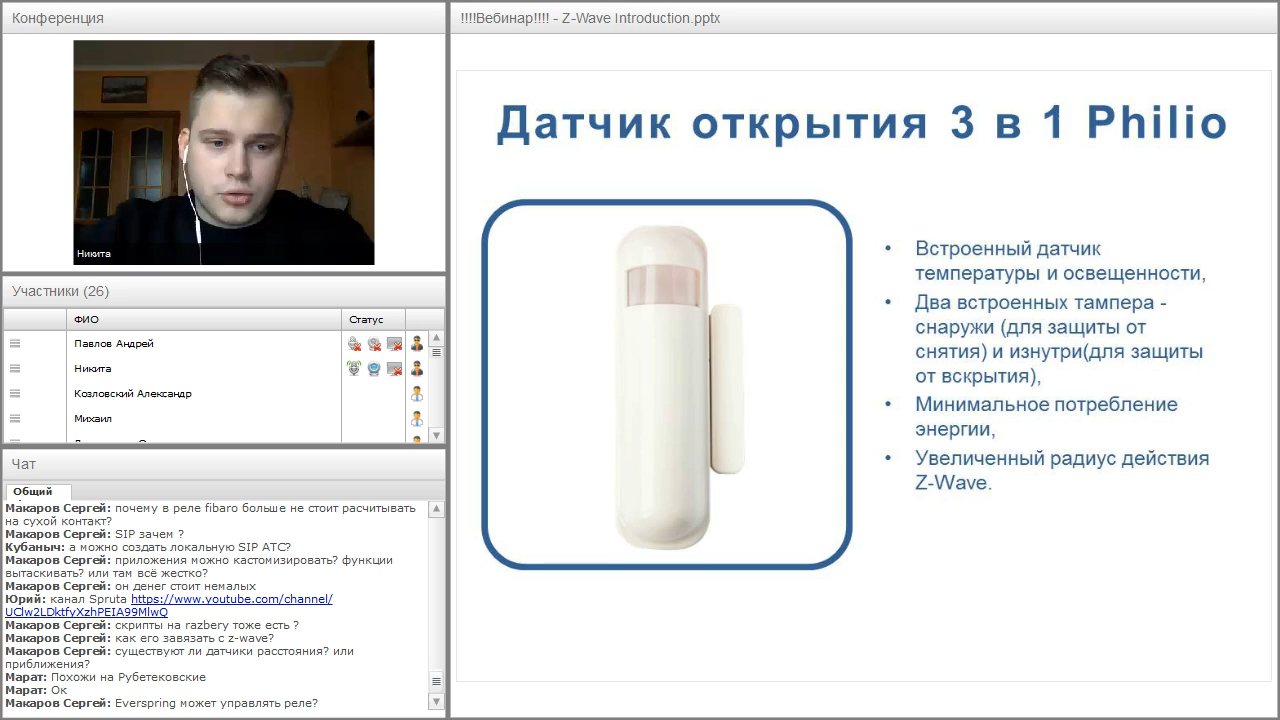 Конференция
Никита
Участники (26)
ФИО
Статус
Павлов Андрей
Никита
Козловский Александр
Михаил
Чат
Общий
Макаров Сергей: почему в реле fibaro больше не стоит расчитывать
на сухой контакт?
Макаров Сергей: SIP зачем ?
Кубаныч: а можно создать локальную SIP АТС?
Макаров Сергей: приложения можно кастомизировать? функции
вытаскивать? или там всё жестко?
Макаров Сергей: он денег стоит немалых
Юрий: канал Spruta https://www.youtube.com/channel/
UClw2LDktfyXzhPEIA99MlwQ
Макаров Сергей: скрипты на razbery тоже есть ?
Макаров Сергей: как его завязать с z-wave?
Макаров Сергей: существуют ли датчики расстояния? или
приближения?
Марат: Похожи на Рубетековские
Марат: Ок
Макаров Сергей: Everspring может управлять реле?
!!!!Вебинар!!!! - Z-Wave Introduction.pptx
Датчик открытия 3 в 1 Philio
• Встроенный датчик
температуры и освещенности,
• Два встроенных тампера -
снаружи (для защиты от
снятия) и изнутри(для защиты
от вскрытия),
• Минимальное потребление
энергии,
• Увеличенный радиус действия
Z-Wave.